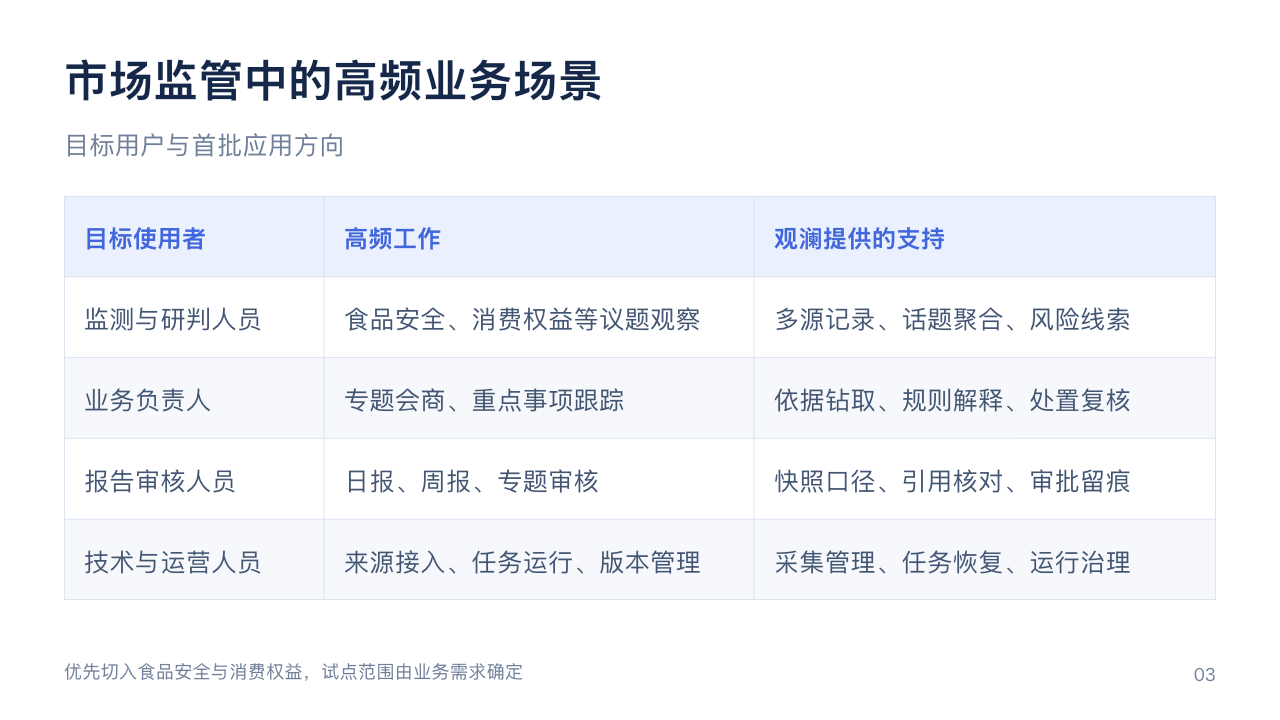 市场监管中的高频业务场景
目标用户与首批应用方向
目标使用者 高频工作 观澜提供的支持
监测与研判人员 食品安全、消费权益等议题观察 多源记录、话题聚合、风险线索
业务负责人 专题会商、重点事项跟踪 依据钻取、规则解释、处置复核
报告审核人员 日报、周报、专题审核 快照口径、引用核对、审批留痕
技术与运营人员 来源接入、任务运行、版本管理 采集管理、任务恢复、运行治理
优先切入食品安全与消费权益，试点范围由业务需求确定
03